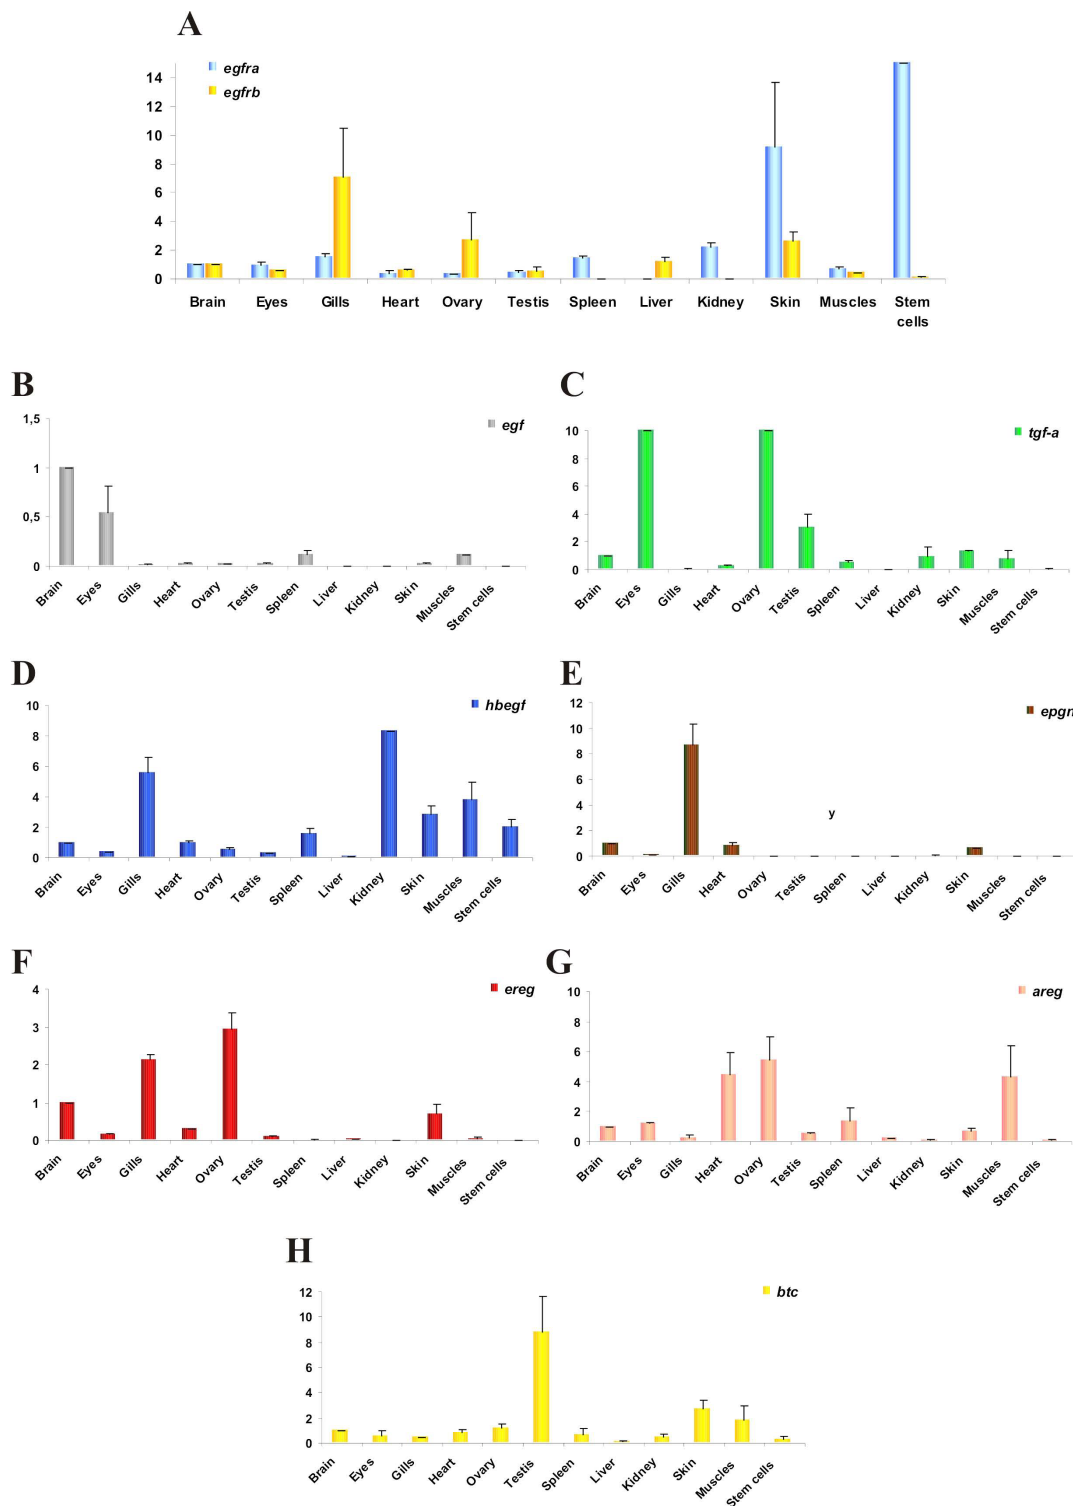 A
egfra
egfrb
14
12
10
8
6
4
2
0
Brain Eyes Gills Heart Ovary Testis Spleen Liver Kidney Skin Muscles Stem
cells
B
egf
1,5
1
0,5
0
Brain Eyes Gills Heart Ovary Testis Spleen Liver Kidney Skin Muscles Stem cells
C
tgf-a
10
8
6
4
2
0
Brain Eyes Gills Heart Ovary Testis Spleen Liver Kidney Skin Muscles Stem cells
D
hbegf
10
8
6
4
2
0
Brain Eyes Gills Heart Ovary Testis Spleen Liver Kidney Skin Muscles Stem cells
E
epgn
12
10
8
6
4
2
0
y
Brain Eyes Gills Heart Ovary Testis Spleen Liver Kidney Skin Muscles Stem cells
F
ereg
4
3
2
1
0
Brain Eyes Gills Heart Ovary Testis Spleen Liver Kidney Skin Muscles Stem cells
G
areg
10
8
6
4
2
0
Brain Eyes Gills Heart Ovary Testis Spleen Liver Kidney Skin Muscles Stem cells
H
btc
12
10
8
6
4
2
0
Brain Eyes Gills Heart Ovary Testis Spleen Liver Kidney Skin Muscles Stem cells